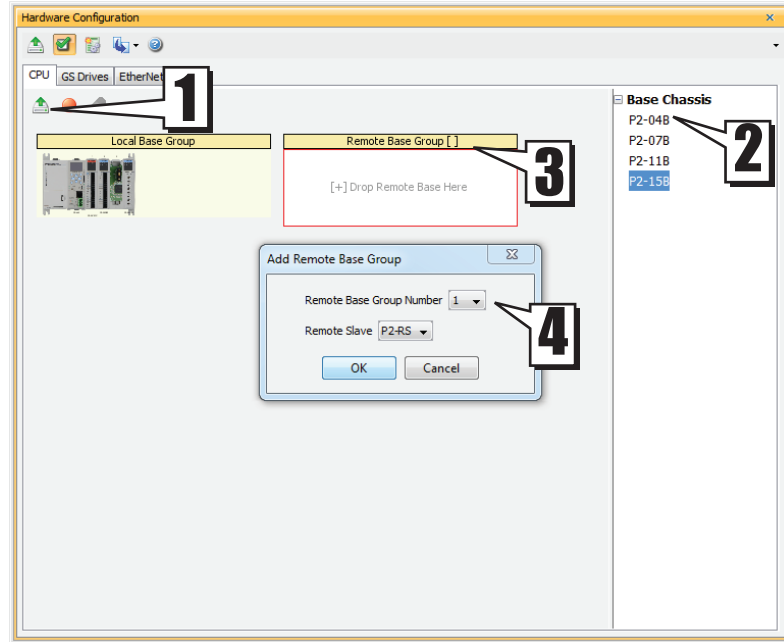 Hardware Configuration
CPU
GS Drives
EtherNet
1
Local Base Group
Remote Base Group [ ]
[+] Drop Remote Base Here
3
Base Chassis
P2-04B
P2-07B
P2-11B
P2-15B
2
Add Remote Base Group
Remote Base Group Number 1
Remote Slave P2-RS
OK
Cancel
4